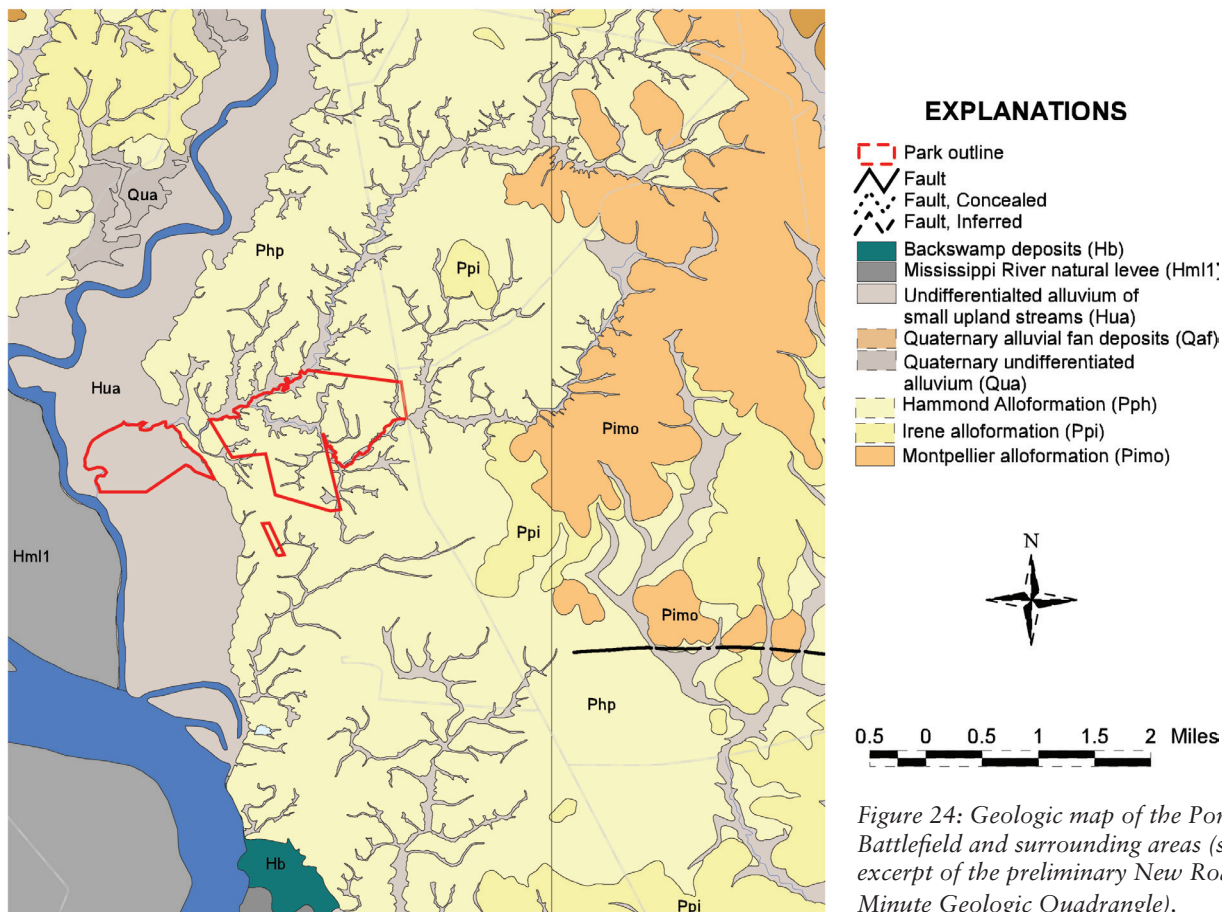 Qua
Php
Ppi
Hua
Pimo
Ppi
Hml1
Pimo
Php
Hb
Ppi
EXPLANATIONS
Park outline
Fault
Fault, Concealed
Fault, Inferred
Backswamp deposits (Hb)
Mississippi River natural levee (Hml1)
Undifferentialted alluvium of
small upland streams (Hua)
Quaternary alluvial fan deposits (Qaf)
Quaternary undifferentiated
alluvium (Qua)
Hammond Alloformation (Pph)
Irene alloformation (Ppi)
Montpellier alloformation (Pimo)
N
0.5 0 0.5 1 1.5 2 Miles
Figure 24: Geologic map of the Por
Battlefield and surrounding areas (s
excerpt of the preliminary New Roa
Minute Geologic Quadrangle).